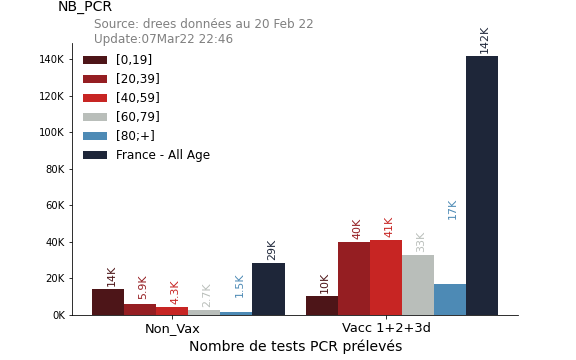 NB_PCR
Source: drees données au 20 Feb 22
Update:07Mar22 22:46
142K
140K
[0,19]
[20,39]
120K
[40,59]
[60,79]
100K
[80;+]
France - All Age
80K
60K
17K
40K
40K
41K
33K
29K
20K
14K
5.9K
4.3K
2.7K
1.5K
10K
0K
Non_Vax
Vacc 1+2+3d
Nombre de tests PCR prélevés